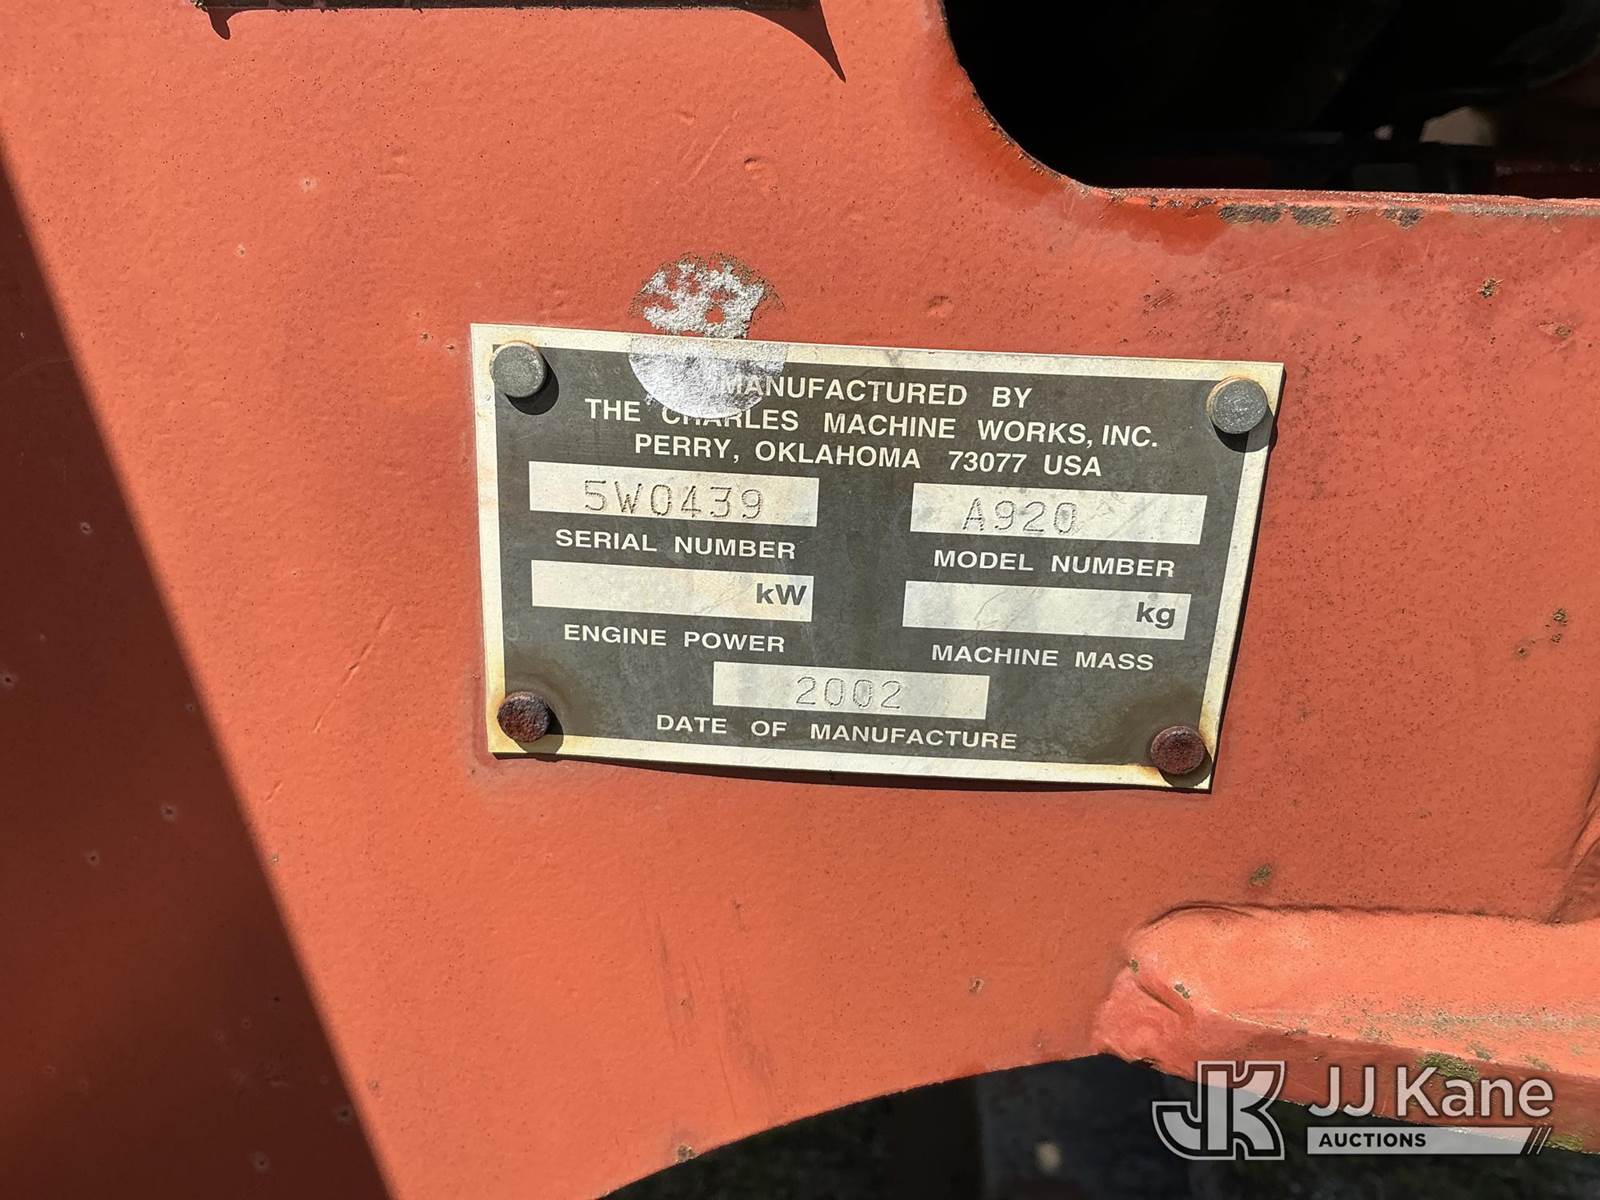 MANUFACTURED BY
THE CHARLES MACHINE WORKS, INC.
PERRY, OKLAHOMA 73077 USA
5W0439 A920
SERIAL NUMBER MODEL NUMBER
kW kg
ENGINE POWER MACHINE MASS
2002
DATE OF MANUFACTURE
JK JJ Kane
AUCTIONS